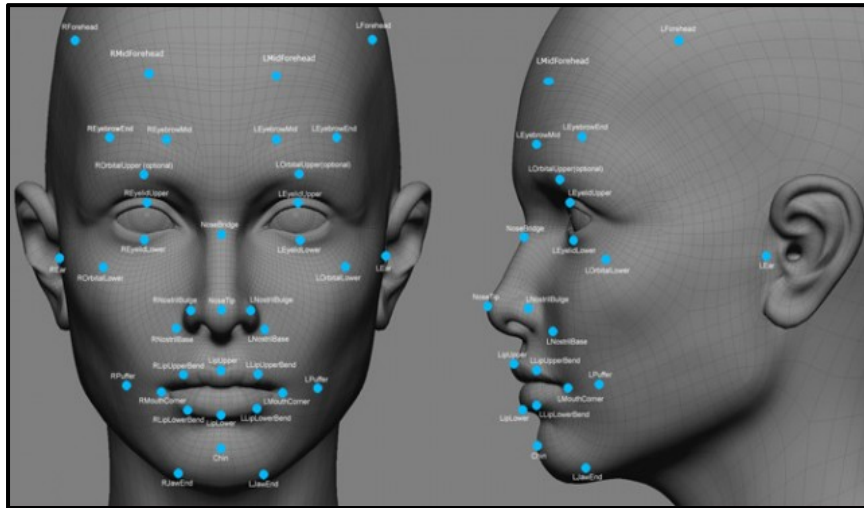 RForehead
LForehead
RMidForehead
LMidForehead
REyebrowEnd
REyebrowMid
LEyebrowMid
LEyebrowEnd
ROrbitalUpper (optional)
LOrbitalUpper(optional)
REyelidUpper
LEyelidUpper
NoseBridge
REyelidLower
LEyelidLower
REar
LEar
ROrbitalLower
LOrbitalLower
RNostrilBulge
NoseTip
LNostrilBulge
RNostrilBase
LNostrilBase
RLipUpperBend
LipUpper
LLipUpperBend
RPuffer
LPuffer
RMouthCorner
LMouthCorner
RLipLowerBend
LipLower
LLipLowerBend
Chin
RJawEnd
LJawEnd
LForehead
LMidForehead
LEyebrowMid
LEyebrowEnd
LOrbitalUpper(optional)
LEyelidUpper
NoseBridge
LEyelidLower
LOrbitalLower
LEar
NoseTip
LNostrilBulge
LNostrilBase
LipUpper
LLipUpperBend
LPuffer
LMouthCorner
LipLower
LLipLowerBend
Chin
LJawEnd